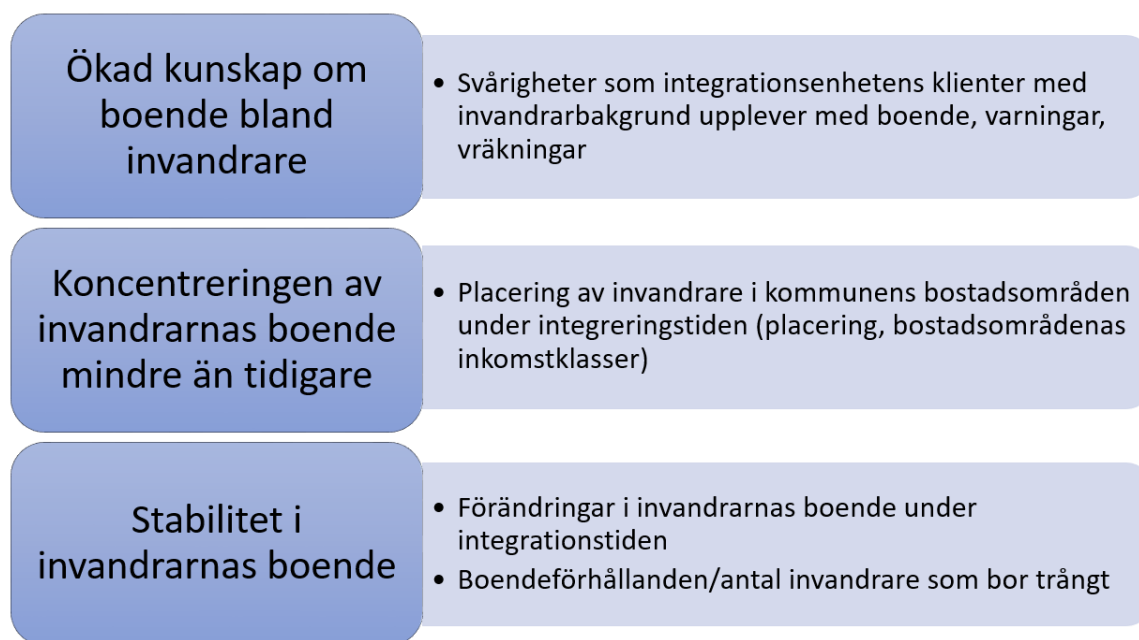 Ökad kunskap om
boende bland
invandrare
• Svårigheter som integrationsenhetens klienter med
invandrarbakgrund upplever med boende, varningar,
vräkningar
Koncentreringen av
invandrarnas boende
mindre än tidigare
• Placering av invandrare i kommunens bostadsområden
under integreringstiden (placering, bostadsområdenas
inkomstklasser)
Stabilitet i
invandrarnas boende
• Förändringar i invandrarnas boende under
integrationstiden
• Boendeförhållanden/antal invandrare som bor trångt